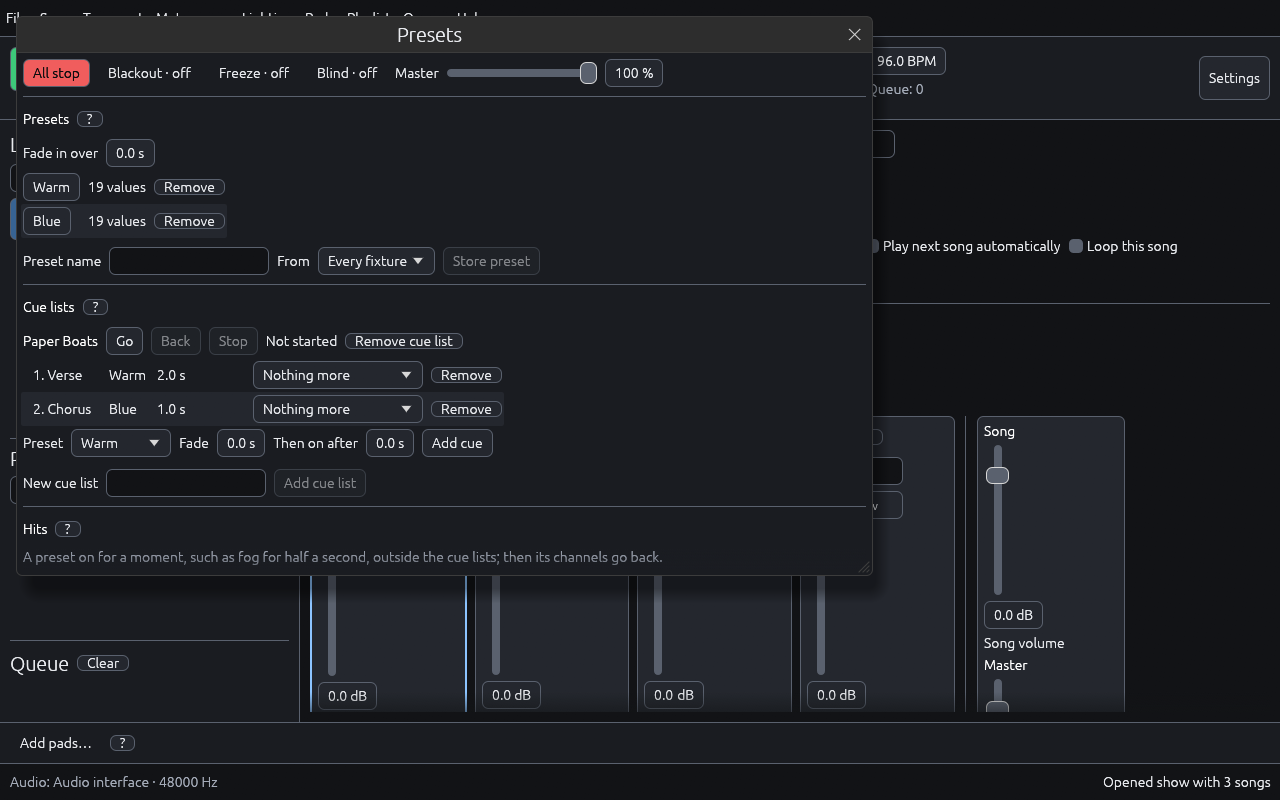 Presets
All stop Blackout · off Freeze · off Blind · off Master 100 %
96.0 BPM
Queue: 0
Settings
Presets ?
Fade in over 0.0 s
Warm 19 values Remove
Blue 19 values Remove
Play next song automatically Loop this song
Preset name From Every fixture Store preset
Cue lists ?
Paper Boats Go Back Stop Not started Remove cue list
1. Verse Warm 2.0 s Nothing more Remove
2. Chorus Blue 1.0 s Nothing more Remove
Preset Warm Fade 0.0 s Then on after 0.0 s Add cue
New cue list Add cue list
Hits ?
A preset on for a moment, such as fog for half a second, outside the cue lists; then its channels go back.
Song
0.0 dB
Song volume
Master
Queue Clear
0.0 dB 0.0 dB 0.0 dB 0.0 dB
Add pads… ?
Audio: Audio interface · 48000 Hz
Opened show with 3 songs